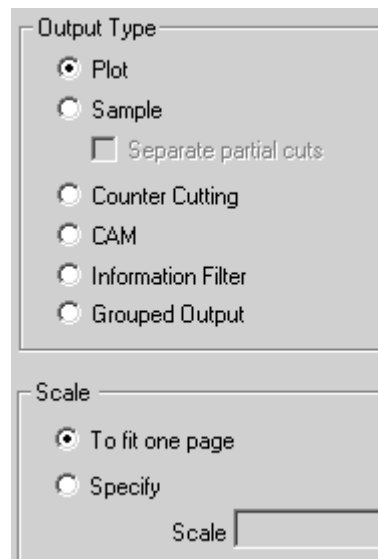 Output Type
Plot
Sample
Separate partial cuts
Counter Cutting
CAM
Information Filter
Grouped Output
Scale
To fit one page
Specify
Scale